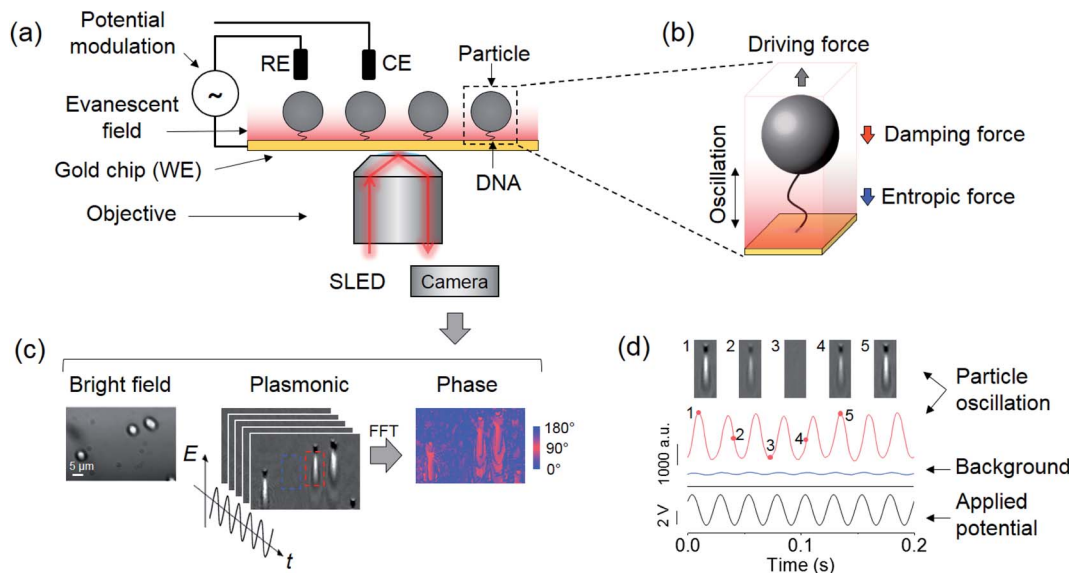 (a)
Potential
modulation
RE
CE
Particle
~
Evanescent
field
Gold chip (WE)
DNA
Objective
SLED
Camera
(b)
Driving force
Damping force
Oscillation
Entropic force
(c)
Bright field
Plasmonic
Phase
5 μm
E
t
FFT
180°
90°
0°
(d)
1
2
3
4
5
Particle
oscillation
1
2
3
4
5
1000 a.u.
Background
Applied
potential
2 V
0.0
0.1
0.2
Time (s)